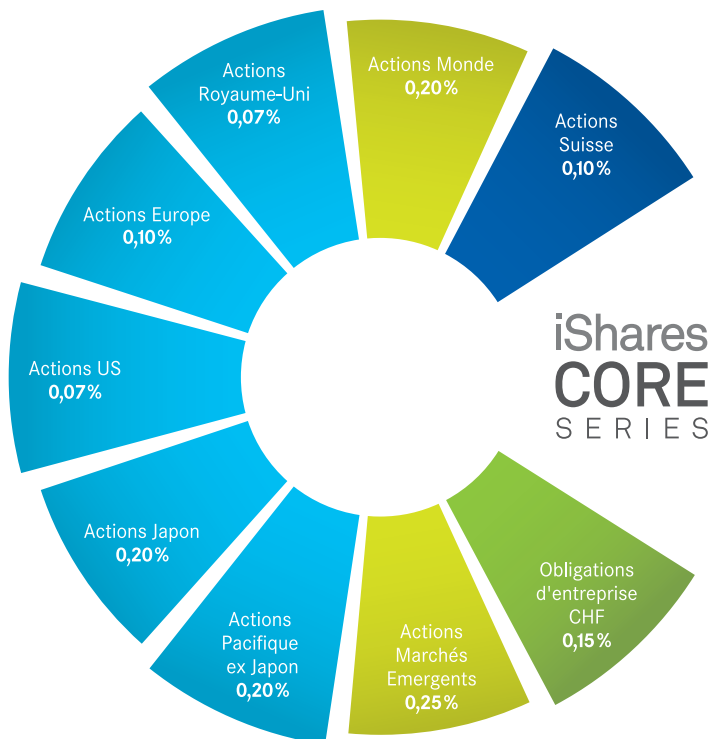 Actions
Royaume-Uni
0,07%
Actions Monde
0,20%
Actions
Suisse
0,10%
Actions Europe
0,10%
Actions US
0,07%
iShares
CORE
SERIES
Actions Japon
0,20%
Actions
Pacifique
ex Japon
0,20%
Actions
Marchés
Emergents
0,25%
Obligations
d'entreprise
CHF
0,15%